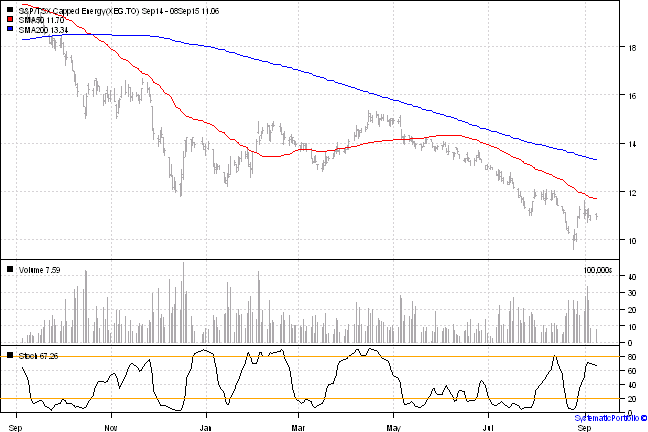 S&P/TSX Capped Energy(XEG.TO) Sep14 - 08Sep15 11.06
SMA50 11.70
SMA200 13.34
18
16
14
12
10
Volume 7.59
100,000s
40
30
20
10
0
Stoch 67.26
80
60
40
20
0
Sep
Nov
Jan
Mar
May
Jul
Sep
SystematicPortfolio ©